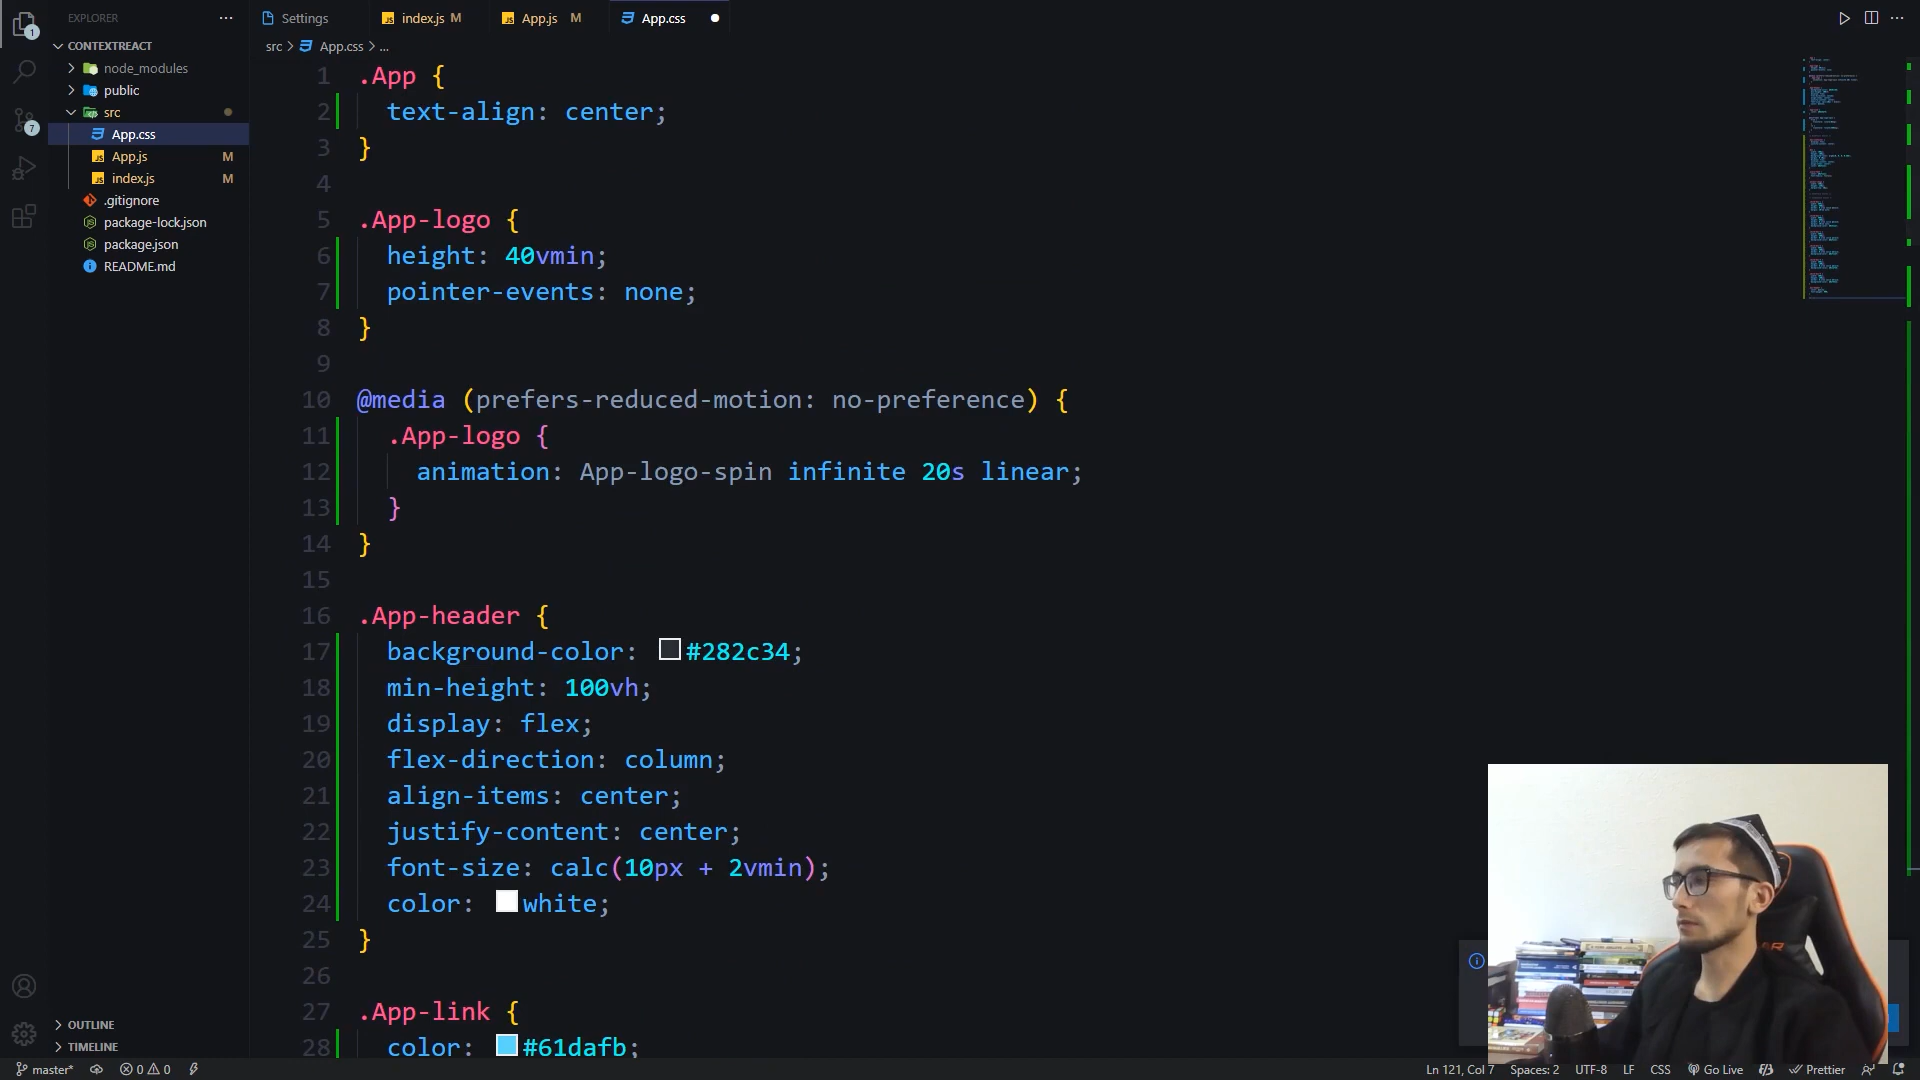 EXPLORER
CONTEXTREACT
node_modules
public
src
App.css
App.js M
index.js M
.gitignore
package-lock.json
package.json
README.md
OUTLINE
TIMELINE
1
7
Settings
index.js M
App.js M
App.css
src > App.css > ...
1 .App {
2 text-align: center;
3 }
4
5 .App-logo {
6 height: 40vmin;
7 pointer-events: none;
8 }
9
10 @media (prefers-reduced-motion: no-preference) {
11 .App-logo {
12 animation: App-logo-spin infinite 20s linear;
13 }
14 }
15
16 .App-header {
17 background-color: #282c34;
18 min-height: 100vh;
19 display: flex;
20 flex-direction: column;
21 align-items: center;
22 justify-content: center;
23 font-size: calc(10px + 2vmin);
24 color: white;
25 }
26
27 .App-link {
28 color: #61dafb;
master* 0 0 Ln 121, Col 7 Spaces: 2 UTF-8 LF CSS Go Live Prettier